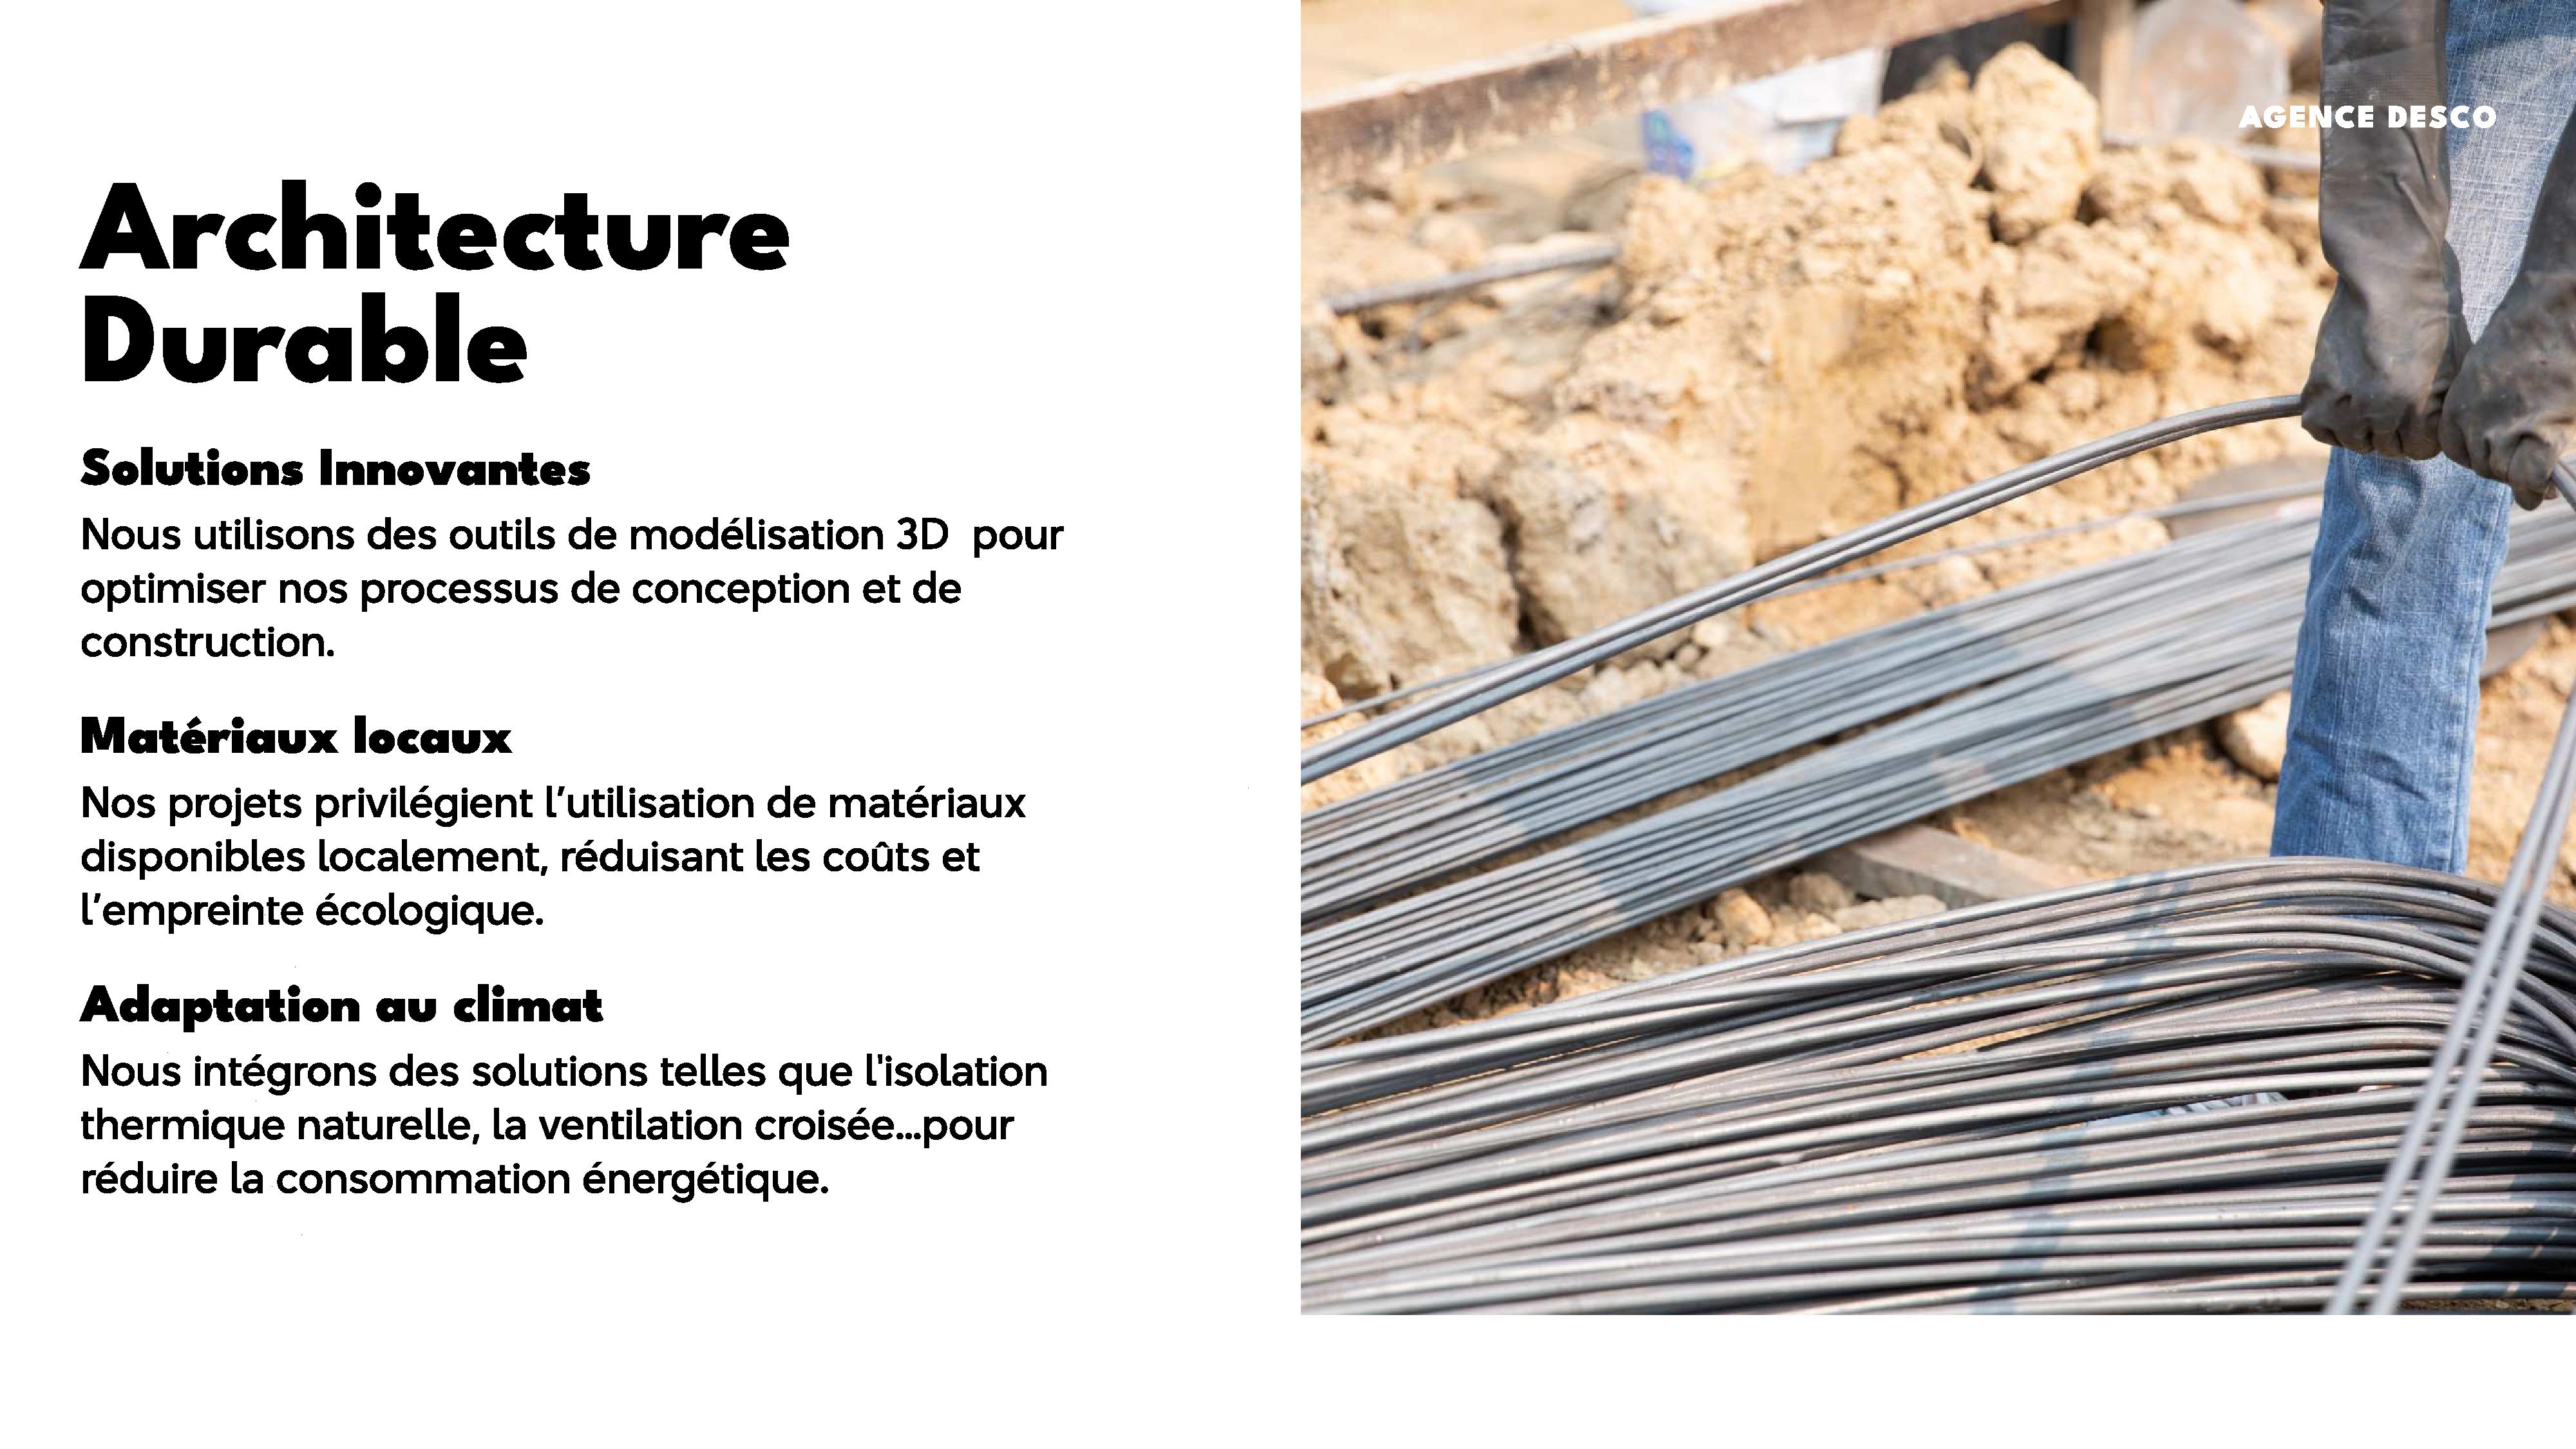 AGENCE DESCO
Architecture
Durable
Solutions Innovantes
Nous utilisons des outils de modélisation 3D  pour
optimiser nos processus de conception et de
construction.
Matériaux locaux
Nos projets privilégient l’utilisation de matériaux
disponibles localement, réduisant les coûts et
l’empreinte écologique.
Adaptation au climat
Nous intégrons des solutions telles que l'isolation
thermique naturelle, la ventilation croisée...pour
réduire la consommation énergétique.